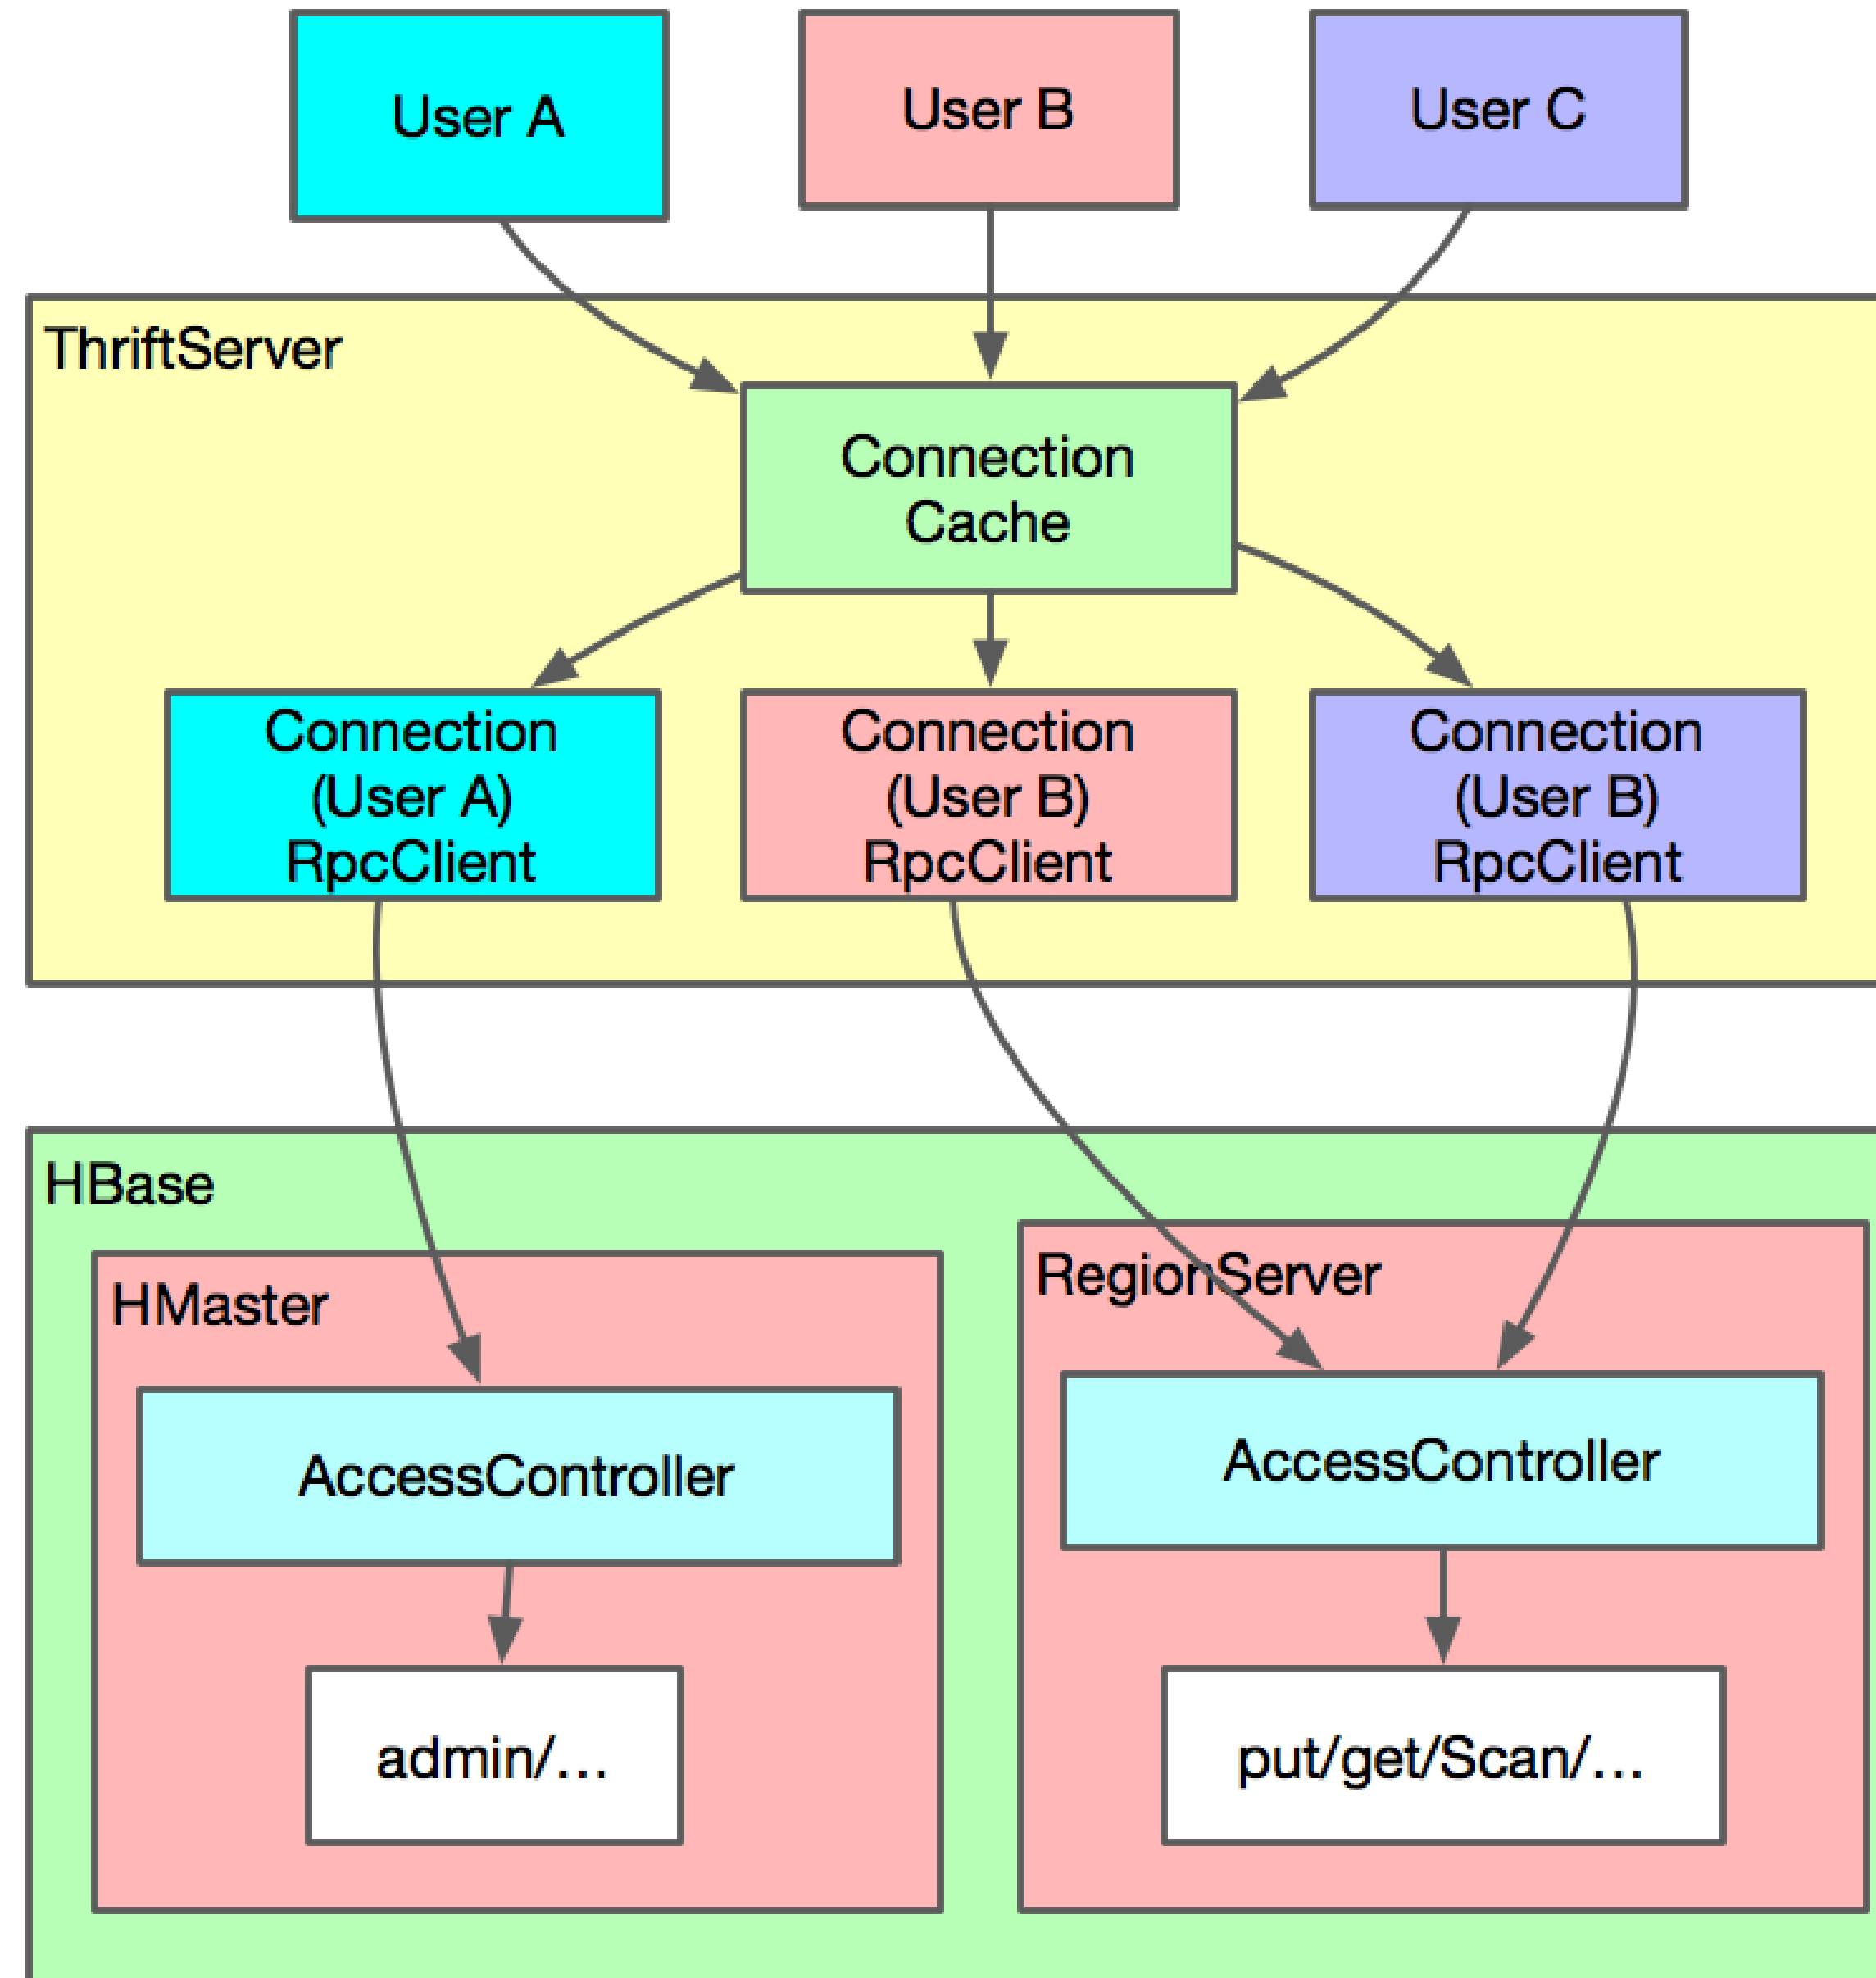 User A
User B
User C
ThriftServer
Connection
Cache
Connection
(User A)
RpcClient
Connection
(User B)
RpcClient
Connection
(User B)
RpcClient
HBase
HMaster
RegionServer
AccessController
AccessController
admin/...
put/get/Scan/...